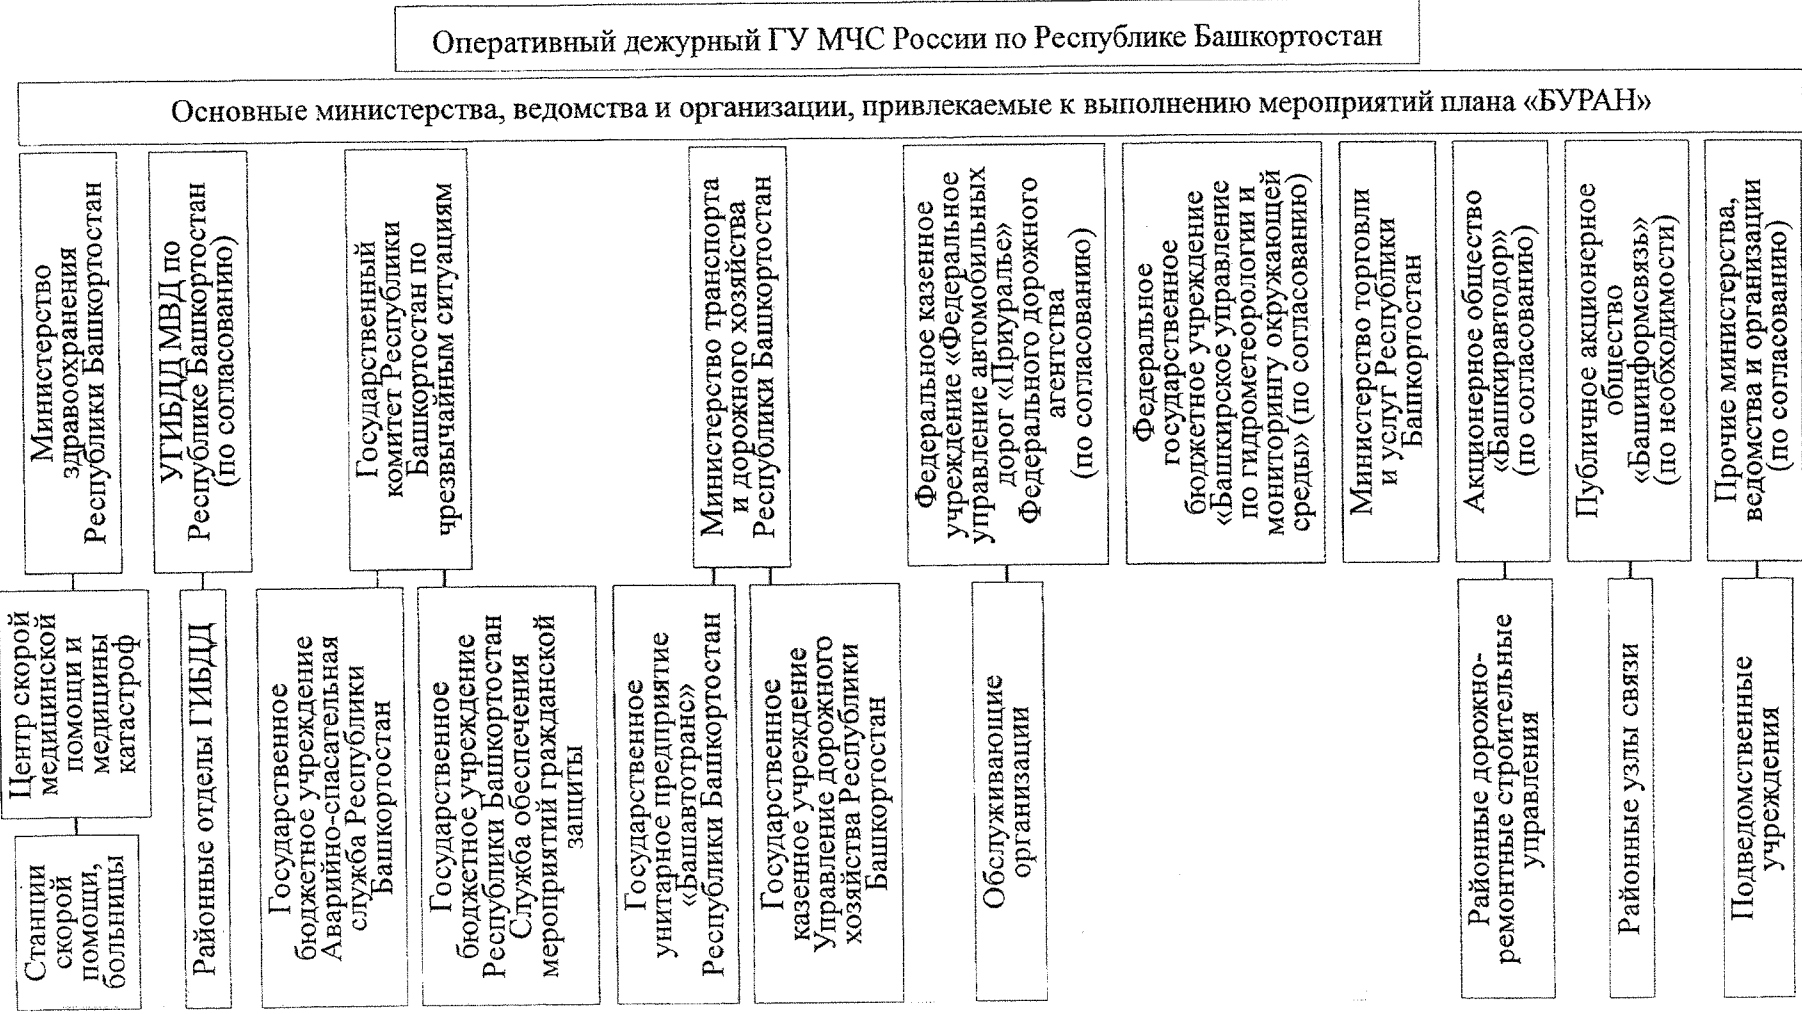 Оперативный дежурный ГУ МЧС России по Республике Башкортостан
Основные министерства, ведомства и организации, привлекаемые к выполнению мероприятий плана «БУРАН»
Министерство
здравоохранения
Республики Башкортостан
УГИБДД МВД по
Республике Башкортостан
(по согласованию)
Государственный
комитет Республики
Башкортостан по
чрезвычайным ситуациям
Министерство транспорта
и дорожного хозяйства
Республики Башкортостан
Федеральное казенное
учреждение «Федеральное
управление автомобильных
дорог «Приуралье»
Федерального дорожного
агентства
(по согласованию)
Федеральное
государственное
бюджетное учреждение
«Башкирское управление
по гидрометеорологии и
мониторингу окружающей
среды» (по согласованию)
Министерство торговли
и услуг Республики
Башкортостан
Акционерное общество
«Башкиравтодор»
(по согласованию)
Публичное акционерное
общество
«Башинформсвязь»
(по необходимости)
Прочие министерства,
ведомства и организации
(по согласованию)
Центр скорой
медицинской
помощи и
медицины
катастроф
Районные отделы ГИБДД
Государственное
бюджетное учреждение
Аварийно-спасательная
служба Республики
Башкортостан
Государственное
бюджетное учреждение
Республики Башкортостан
Служба обеспечения
мероприятий гражданской
защиты
Государственное
унитарное предприятие
«Башавтотранс»
Республики Башкортостан
Государственное
казенное учреждение
Управление дорожного
хозяйства Республики
Башкортостан
Обслуживающие
организации
Районные дорожно-
ремонтные строительные
управления
Районные узлы связи
Подведомственные
учреждения
Станции
скорой
помощи,
больницы